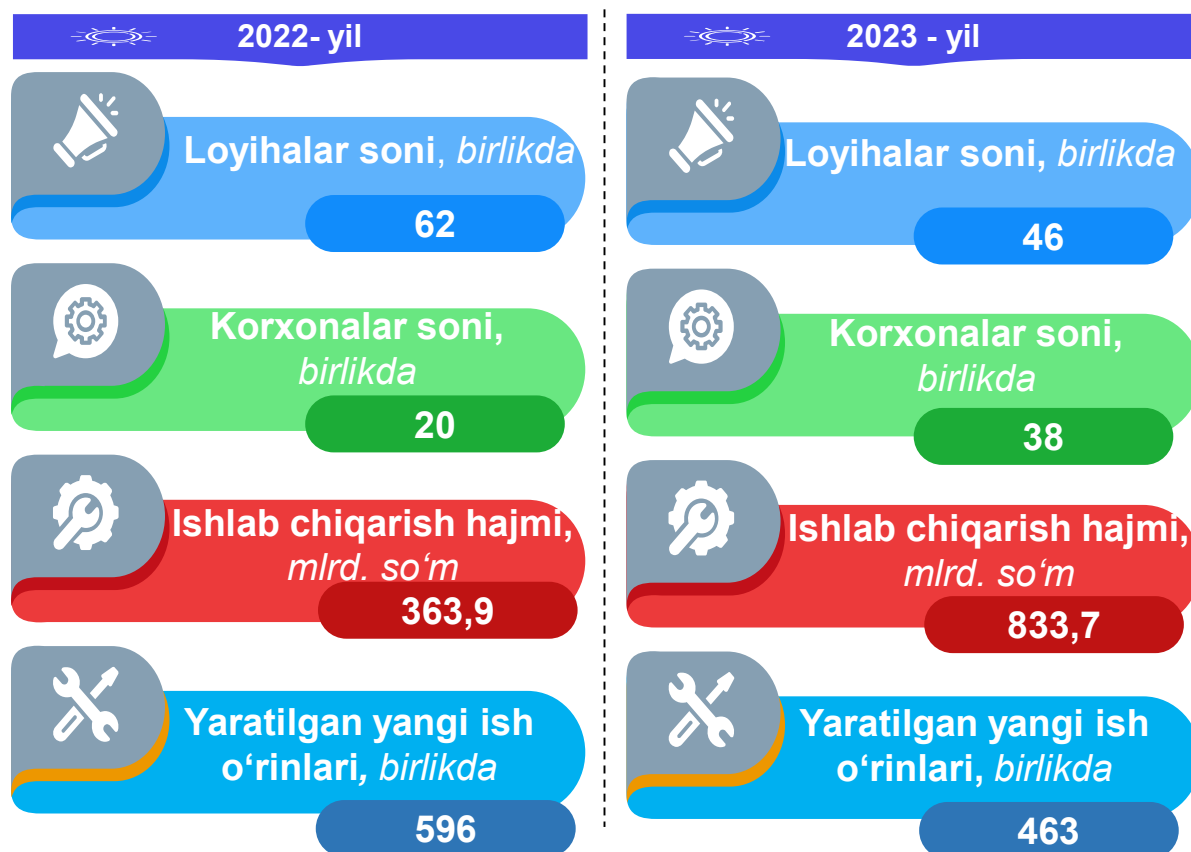 2022- yil
Loyihalar soni, birlikda
62
Korxonalar soni,
birlikda
20
Ishlab chiqarish hajmi,
mlrd. so‘m
363,9
Yaratilgan yangi ish
o‘rinlari, birlikda
596
2023 - yil
Loyihalar soni, birlikda
46
Korxonalar soni,
birlikda
38
Ishlab chiqarish hajmi,
mlrd. so‘m
833,7
Yaratilgan yangi ish
o‘rinlari, birlikda
463